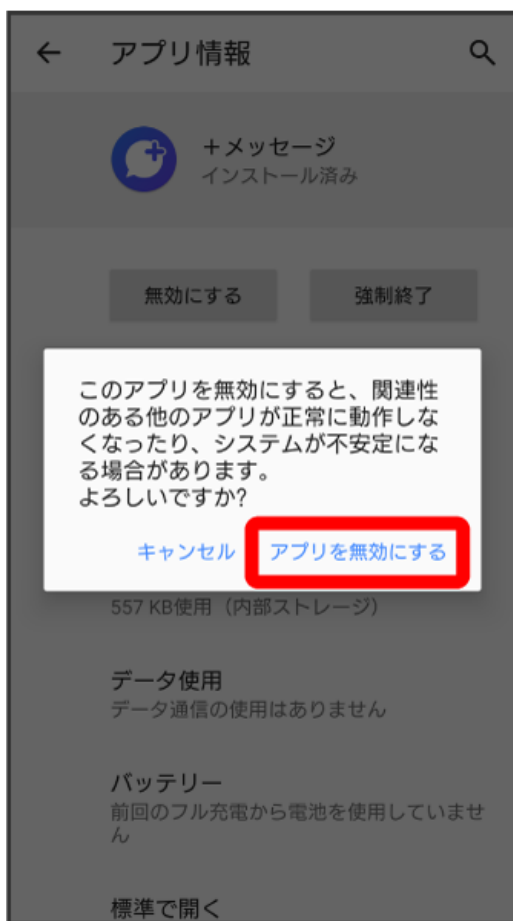 アプリ情報
+メッセージ
インストール済み
無効にする
強制終了
このアプリを無効にすると、関連性
のある他のアプリが正常に動作しな
くなったり、システムが不安定にな
る場合があります。
よろしいですか?
キャンセル
アプリを無効にする
557 KB使用（内部ストレージ）
データ使用
データ通信の使用はありません
バッテリー
前回のフル充電から電池を使用していませ
ん
標準で開く